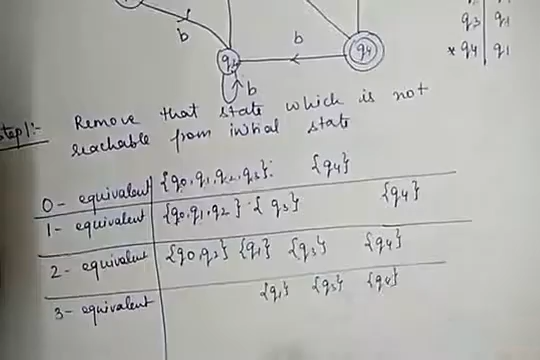 b
b
q4
b
q3 q1
* q4 q1
Step1:- Remove that state which is not
reachable from initial state
0- equivalent {q0,q1,q2,q3} {q4}
1- equivalent {q0,q1,q2} {q3} {q4}
2- equivalent {q0,q2} {q1} {q3} {q4}
3- equivalent {q1} {q3} {q4}